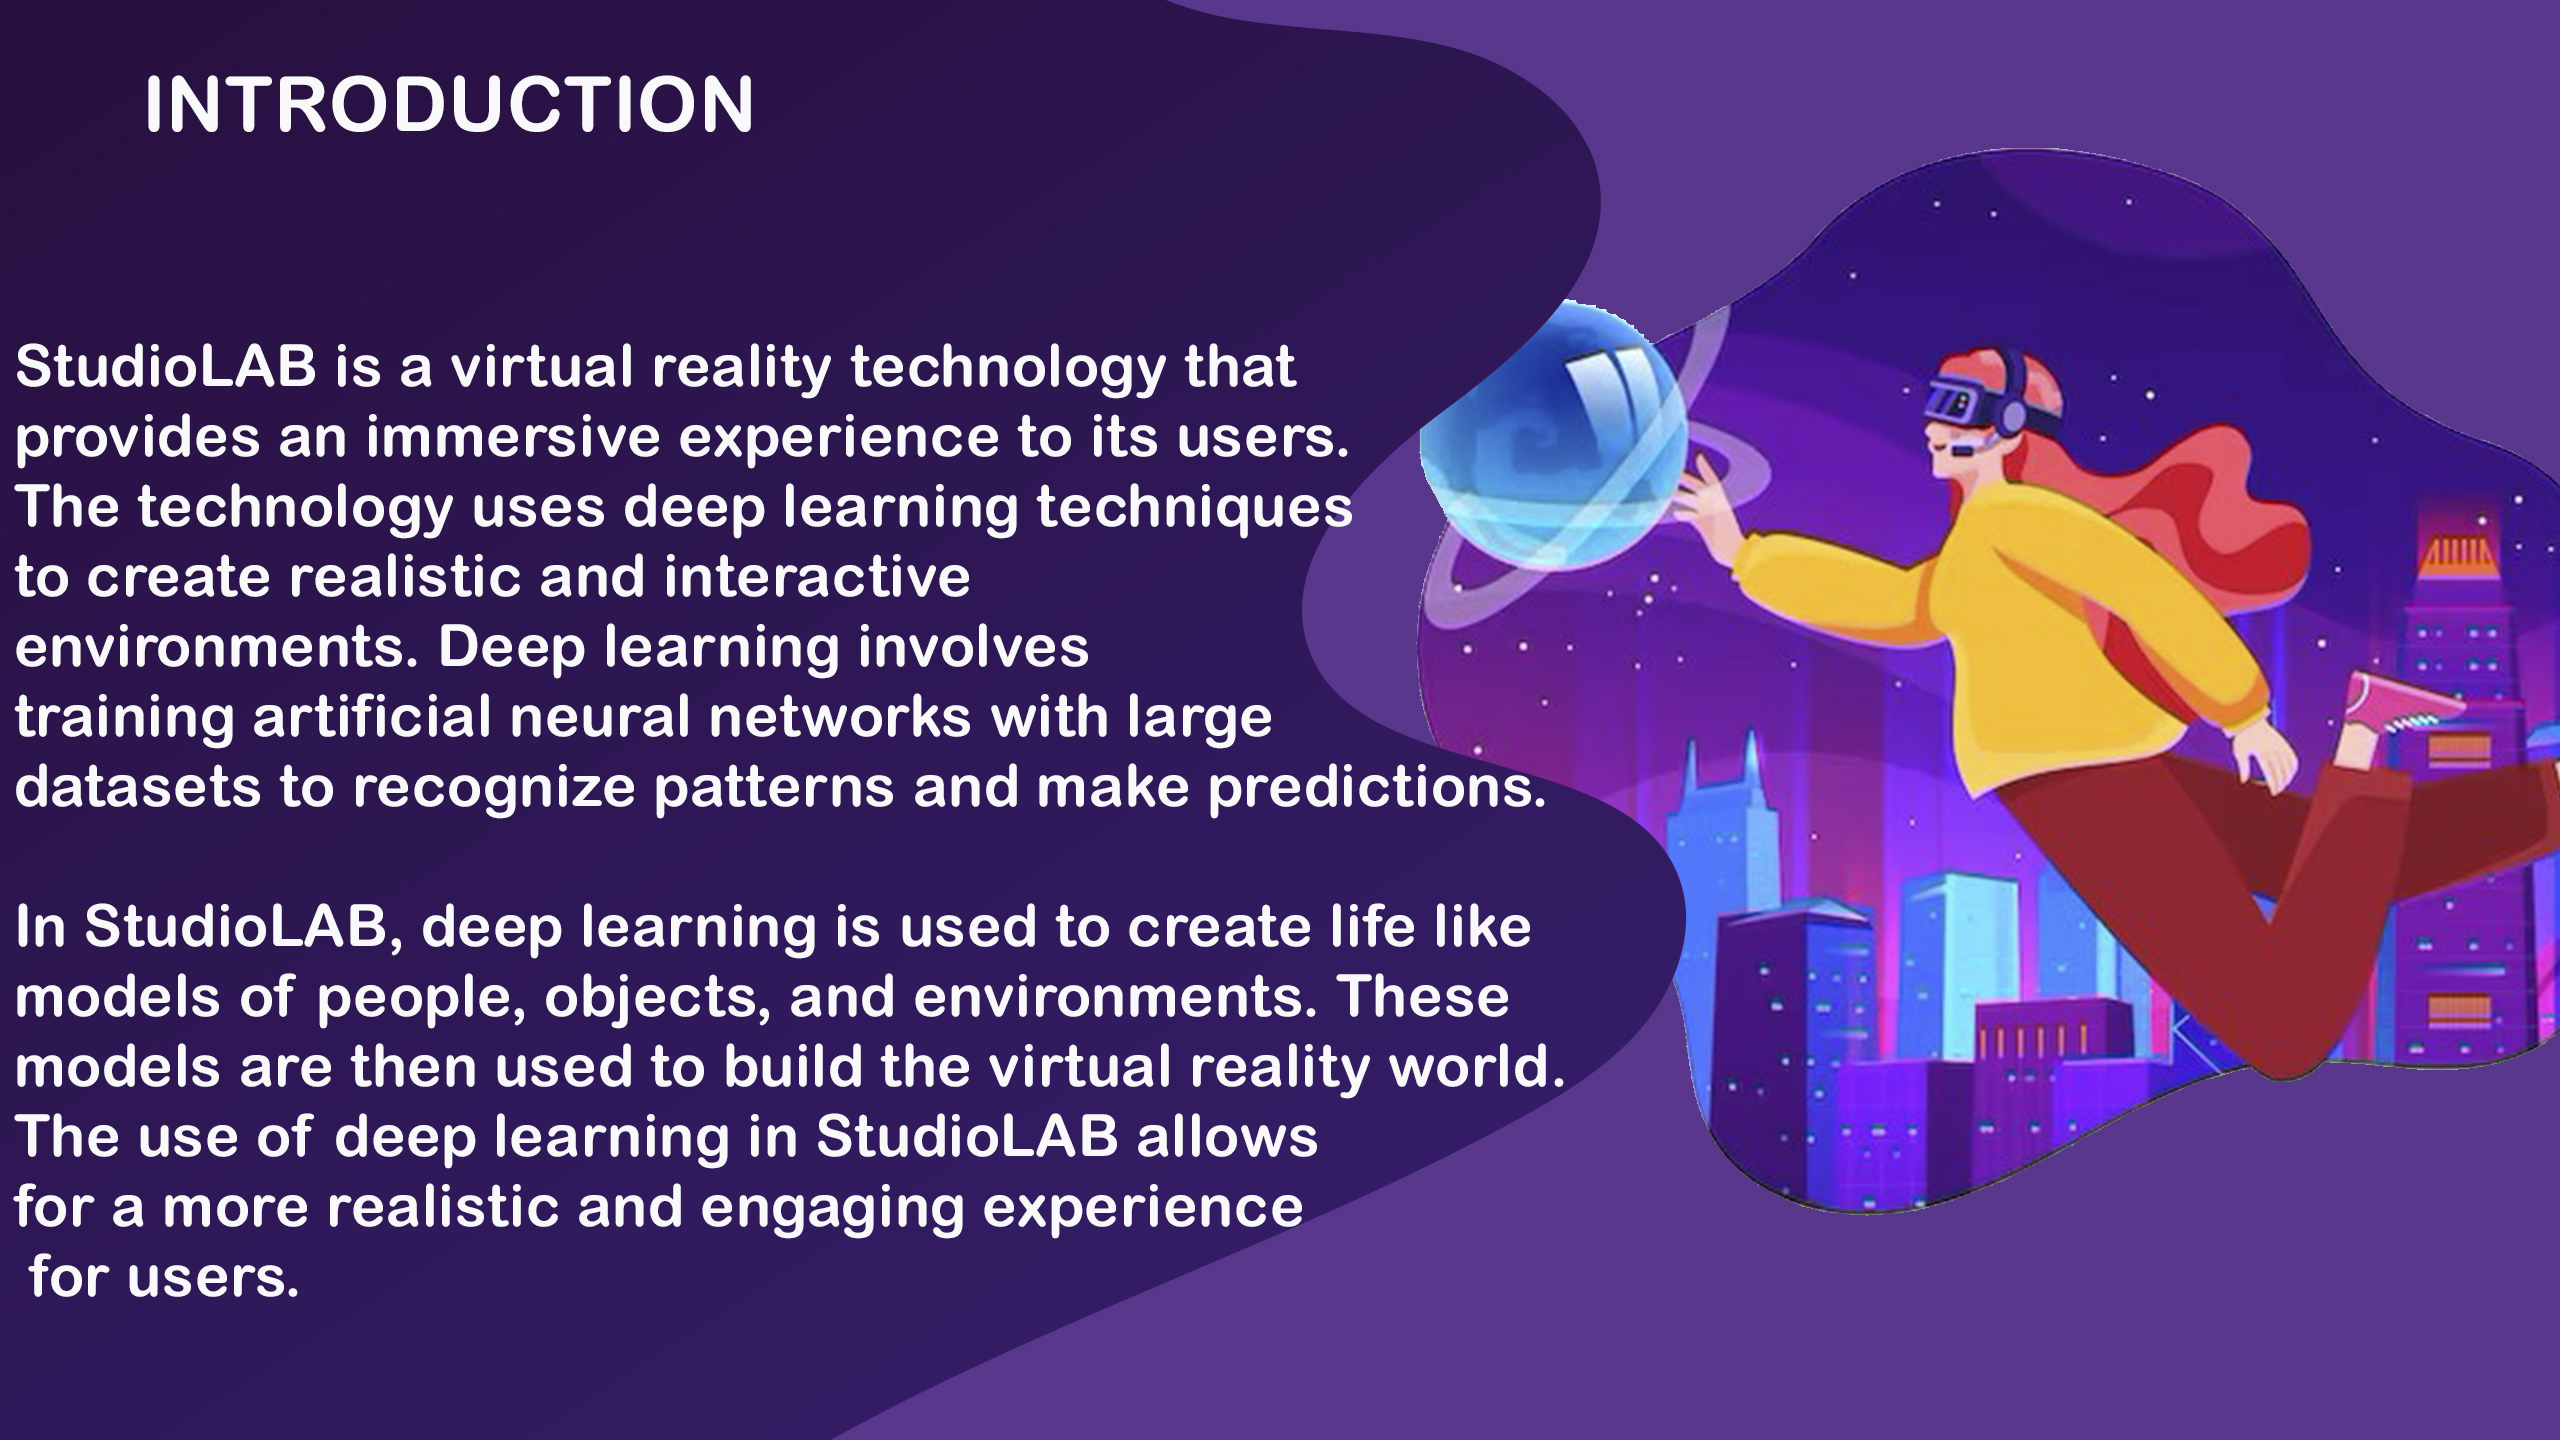 INTRODUCTION
StudioLAB is a virtual reality technology that
provides an immersive experience to its users.
The technology uses deep learning techniques
to create realistic and interactive
environments. Deep learning involves
training artificial neural networks with large
datasets to recognize patterns and make predictions.
In StudioLAB, deep learning is used to create life like
models of people, objects, and environments. These
models are then used to build the virtual reality world.
The use of deep learning in StudioLAB allows
for a more realistic and engaging experience
for users.